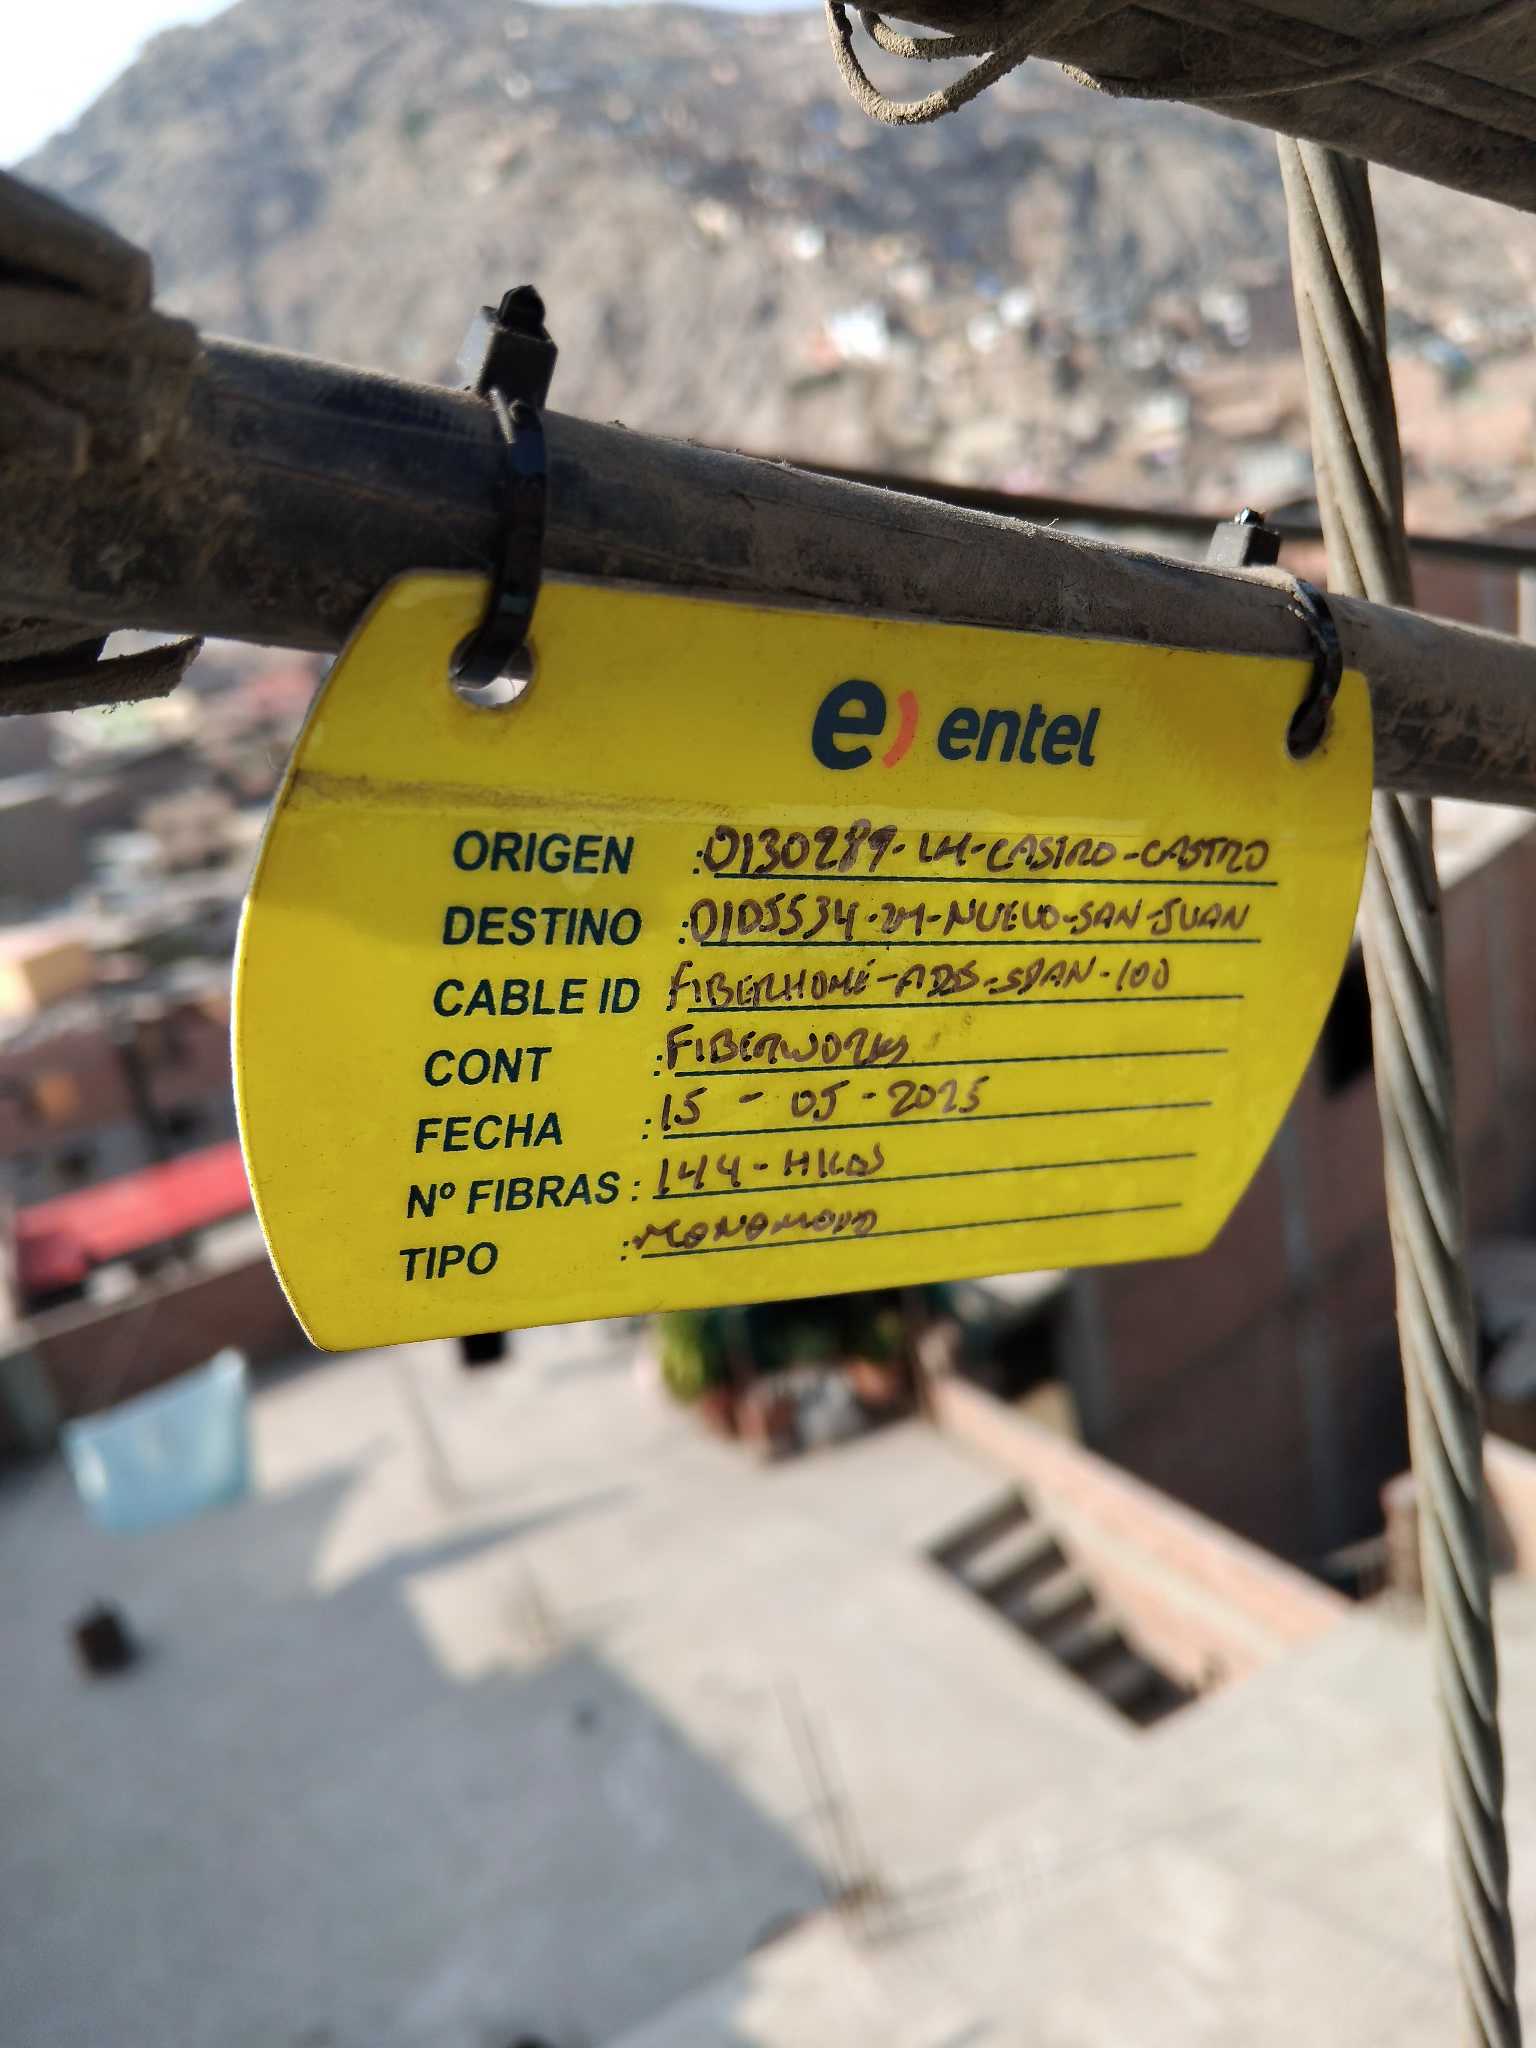 e) entel
ORIGEN :0130289-LM-CASTRO-CASTRO
DESTINO :0105534-LM-NUEVO-SAN-JUAN
CABLE ID FIBERHOME-ADSS-SPAN-100
CONT :FIBERWORKS
FECHA :15-05-2025
Nº FIBRAS: 144-HILOS
TIPO :MONOMODO